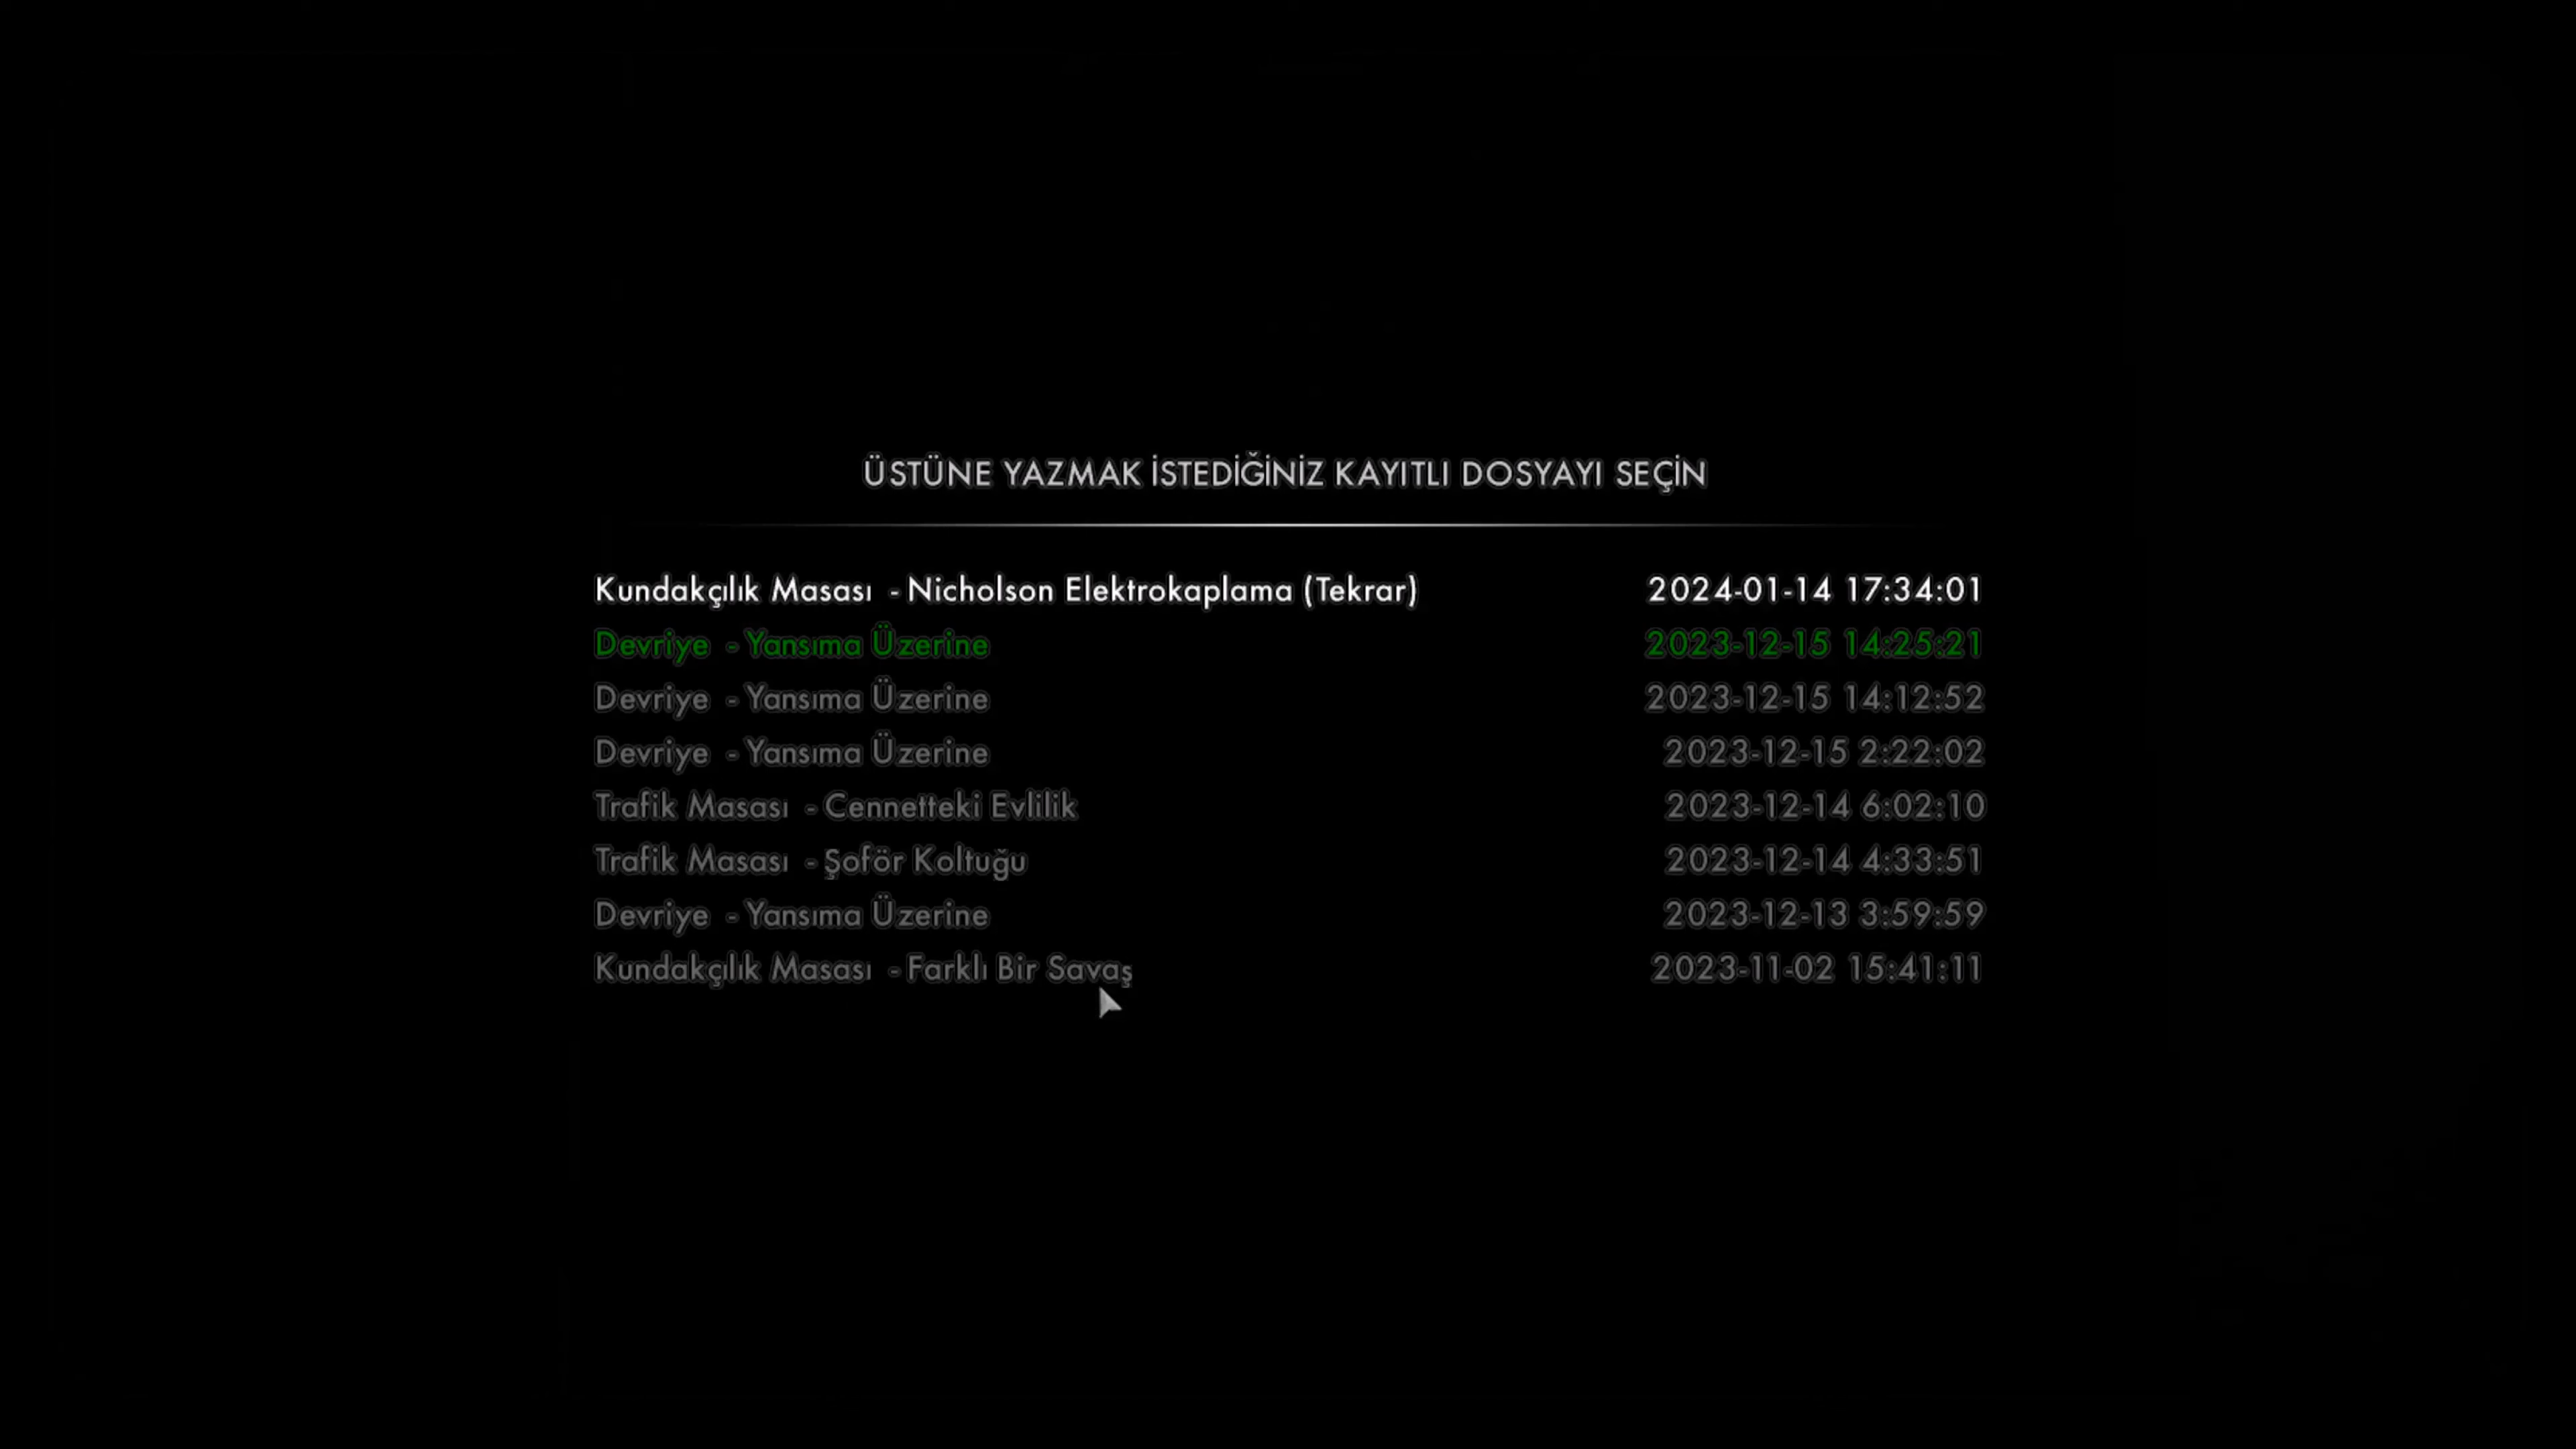 ÜSTÜNE YAZMAK İSTEDİĞİNİZ KAYITLI DOSYAYI SEÇİN
Kundakçılık Masası - Nicholson Elektrokaplama (Tekrar) 2024-01-14 17:34:01
Devriye - Yansıma Üzerine 2023-12-15 14:25:21
Devriye - Yansıma Üzerine 2023-12-15 14:12:52
Devriye - Yansıma Üzerine 2023-12-15 2:22:02
Trafik Masası - Cennetteki Evlilik 2023-12-14 6:02:10
Trafik Masası - Şoför Koltuğu 2023-12-14 4:33:51
Devriye - Yansıma Üzerine 2023-12-13 3:59:59
Kundakçılık Masası - Farklı Bir Savaş 2023-11-02 15:41:11